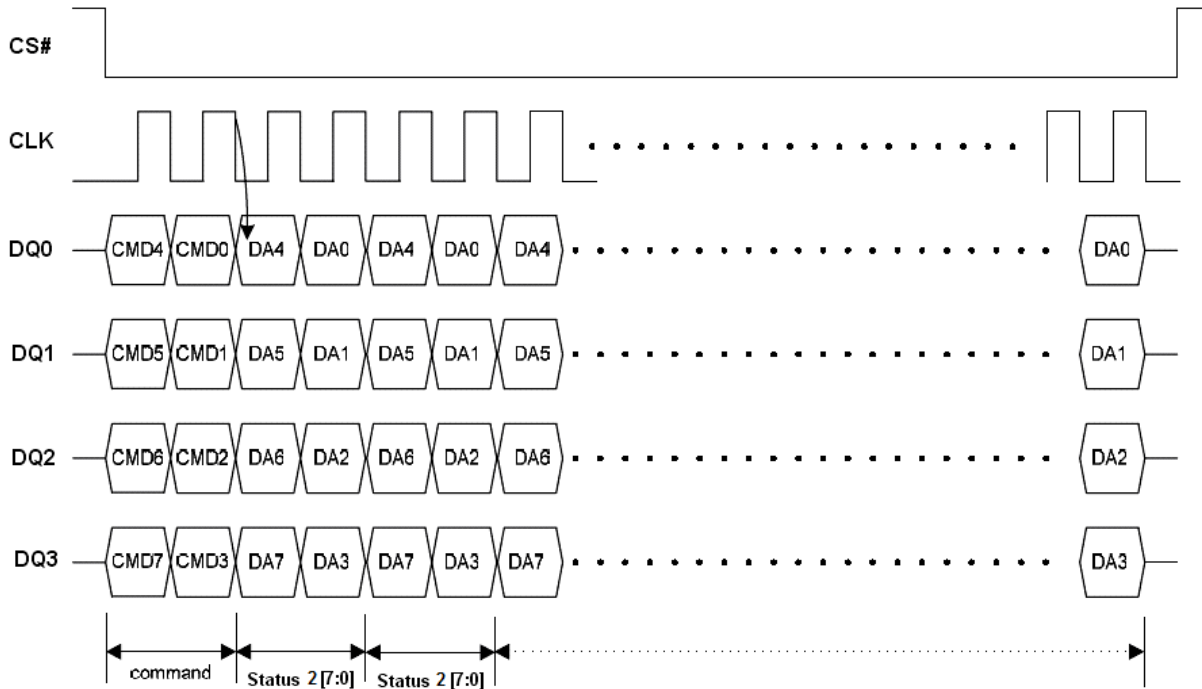 CS#
CLK
DQ0 CMD4 CMD0 DA4 DA0 DA4 DA0 DA4 DA0
DQ1 CMD5 CMD1 DA5 DA1 DA5 DA1 DA5 DA1
DQ2 CMD6 CMD2 DA6 DA2 DA6 DA2 DA6 DA2
DQ3 CMD7 CMD3 DA7 DA3 DA7 DA3 DA7 DA3
command Status 2 [7:0] Status 2 [7:0]